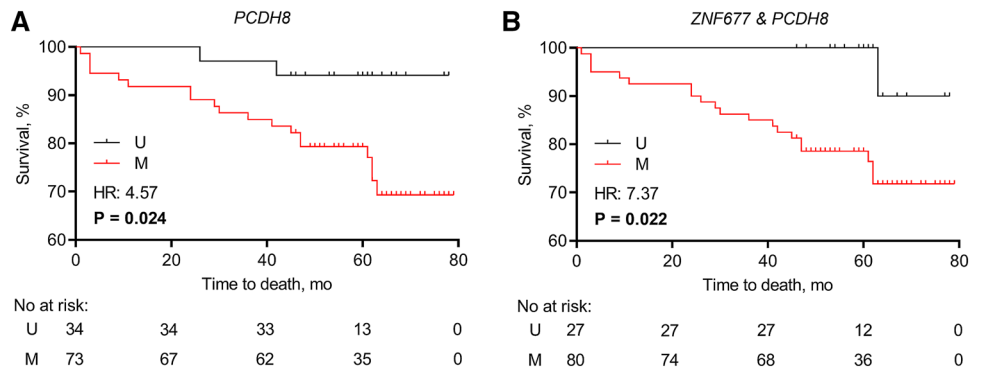 A
PCDH8
100
90
80
70
60
Survival, %
U
M
HR: 4.57
P = 0.024
0 20 40 60 80
Time to death, mo
No at risk:
U 34 34 33 13 0
M 73 67 62 35 0
B
ZNF677 & PCDH8
100
90
80
70
60
Survival, %
U
M
HR: 7.37
P = 0.022
0 20 40 60 80
Time to death, mo
No at risk:
U 27 27 27 12 0
M 80 74 68 36 0